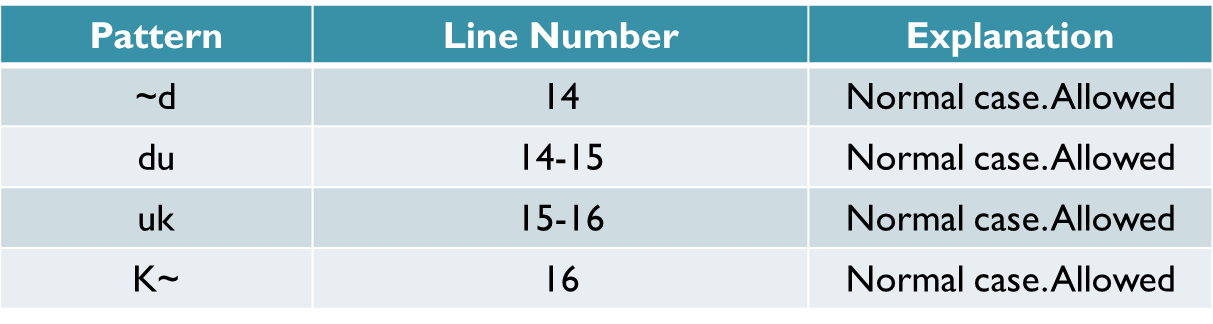 Pattern Line Number Explanation
~d 14 Normal case. Allowed
du 14-15 Normal case. Allowed
uk 15-16 Normal case. Allowed
K~ 16 Normal case. Allowed